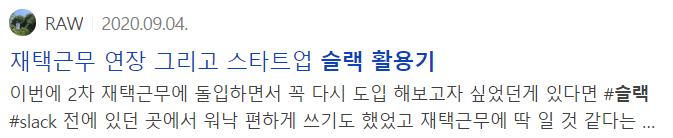 RAW 2020.09.04.
재택근무 연장 그리고 스타트업 슬랙 활용기
이번에 2차 재택근무에 돌입하면서 꼭 다시 도입 해보고자 싶었던게 있다면 #슬랙
#slack 전에 있던 곳에서 워낙 편하게 쓰기도 했었고 재택근무에 딱 일 것 같다는 ...